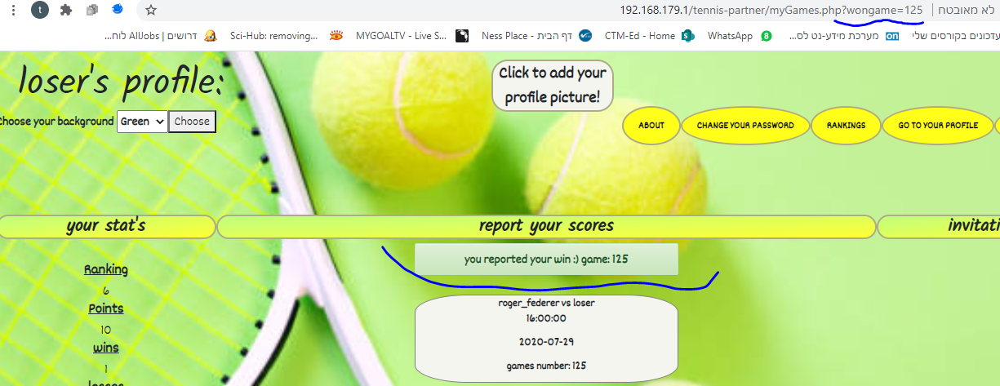 t
192.168.179.1/tennis-partner/myGames.php?wongame=125
לא מאובטח
עדכונים בקורסים שלי
on מערכת מידע-נט לס...
8 WhatsApp
CTM-Ed - Home
Ness Place - דף הבית
MYGOALTV - Live S...
Sci-Hub: removing...
דרושים | AllJobs לוח...
loser's profile:
Choose your background Green Choose
Click to add your
profile picture!
ABOUT CHANGE YOUR PASSWORD RANKINGS GO TO YOUR PROFILE
your stat's
report your scores
invitati
Ranking
6
Points
10
wins
1
losses
you reported your win :) game: 125
roger_federer vs loser
16:00:00
2020-07-29
games number: 125